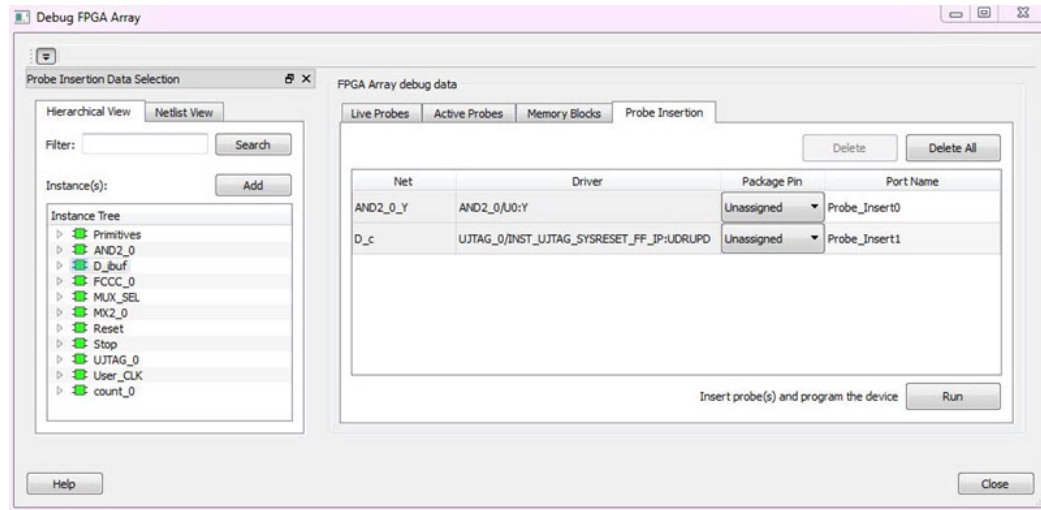 Debug FPGA Array
Probe Insertion Data Selection
Hierarchical View Netlist View
Filter: Search
Instance(s): Add
Instance Tree
Primitives
AND2_0
D_ibuf
FCCC_0
MUX_SEL
MX2_0
Reset
Stop
UJTAG_0
User_CLK
count_0
FPGA Array debug data
Live Probes Active Probes Memory Blocks Probe Insertion
Delete Delete All
Net Driver Package Pin Port Name
AND2_0_Y AND2_0/U0:Y Unassigned Probe_Insert0
D_c UJTAG_0/INST_UJTAG_SYSRESET_FF_IP:UDRUPD Unassigned Probe_Insert1
Insert probe(s) and program the device Run
Help Close